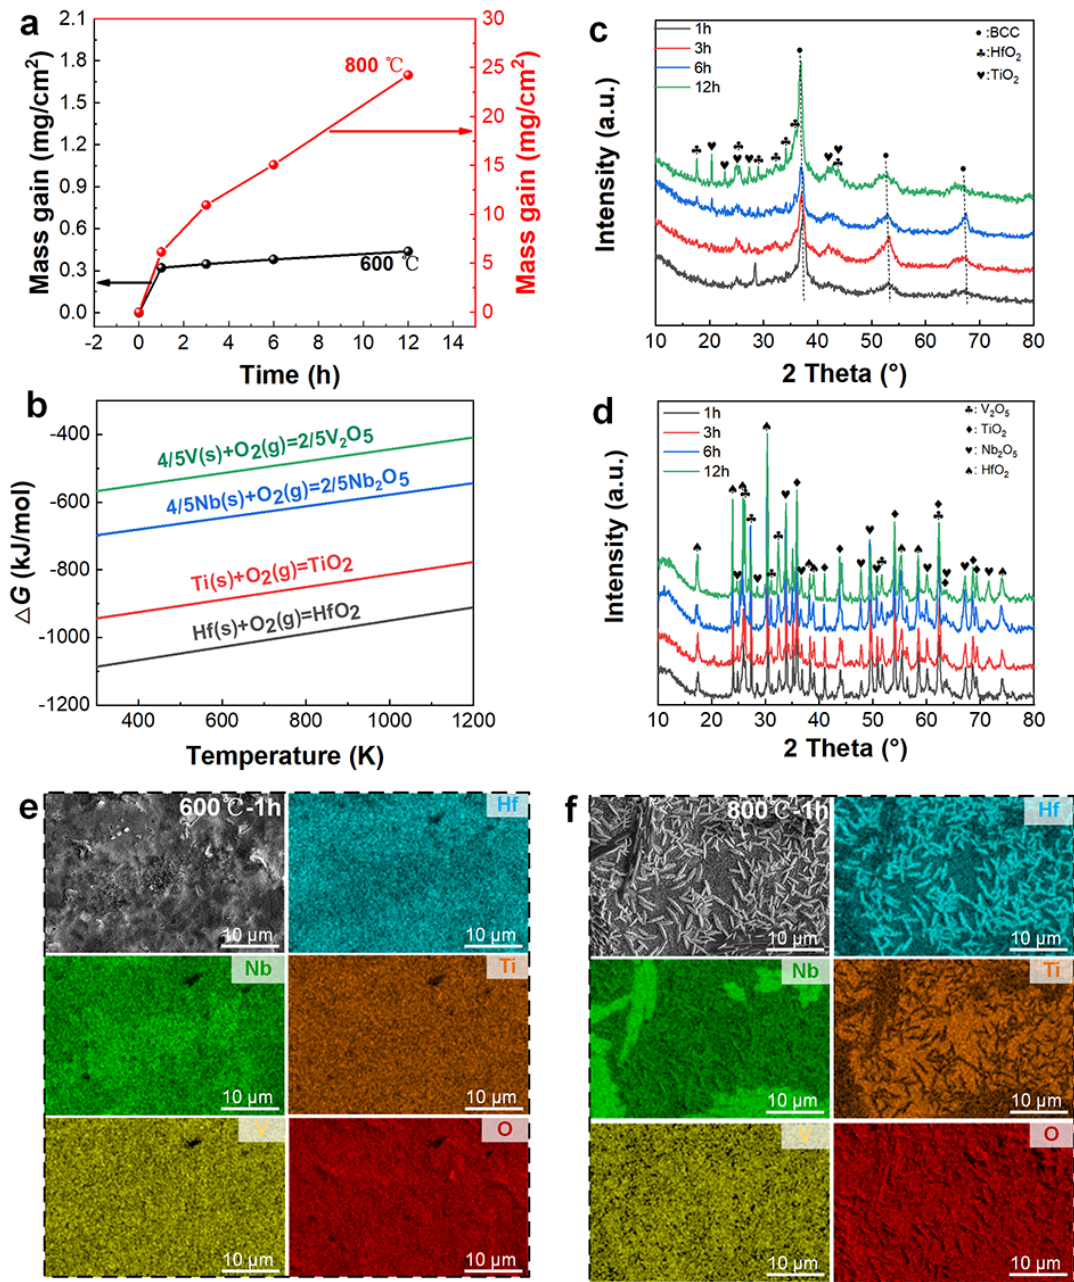 a
2.1
1.8
1.5
1.2
0.9
0.6
0.3
0.0
Mass gain (mg/cm²)
30
25
20
15
10
5
0
Mass gain (mg/cm²)
800 ℃
600 ℃
-2 0 2 4 6 8 10 12 14
Time (h)
c
1h
3h
6h
12h
•:BCC
♣:HfO₂
♥:TiO₂
Intensity (a.u.)
10 20 30 40 50 60 70 80
2 Theta (°)
b
-400
-600
-800
-1000
-1200
△G (kJ/mol)
4/5V(s)+O₂(g)=2/5V₂O₅
4/5Nb(s)+O₂(g)=2/5Nb₂O₅
Ti(s)+O₂(g)=TiO₂
Hf(s)+O₂(g)=HfO₂
400 600 800 1000 1200
Temperature (K)
d
1h
3h
6h
12h
♣: V₂O₅
♦: TiO₂
♥: Nb₂O₅
♠: HfO₂
Intensity (a.u.)
10 20 30 40 50 60 70 80
2 Theta (°)
e
600℃-1h
10 μm
Hf
10 μm
Nb
10 μm
Ti
10 μm
V
10 μm
O
10 μm
f
800℃-1h
10 μm
Hf
10 μm
Nb
10 μm
Ti
10 μm
V
10 μm
O
10 μm